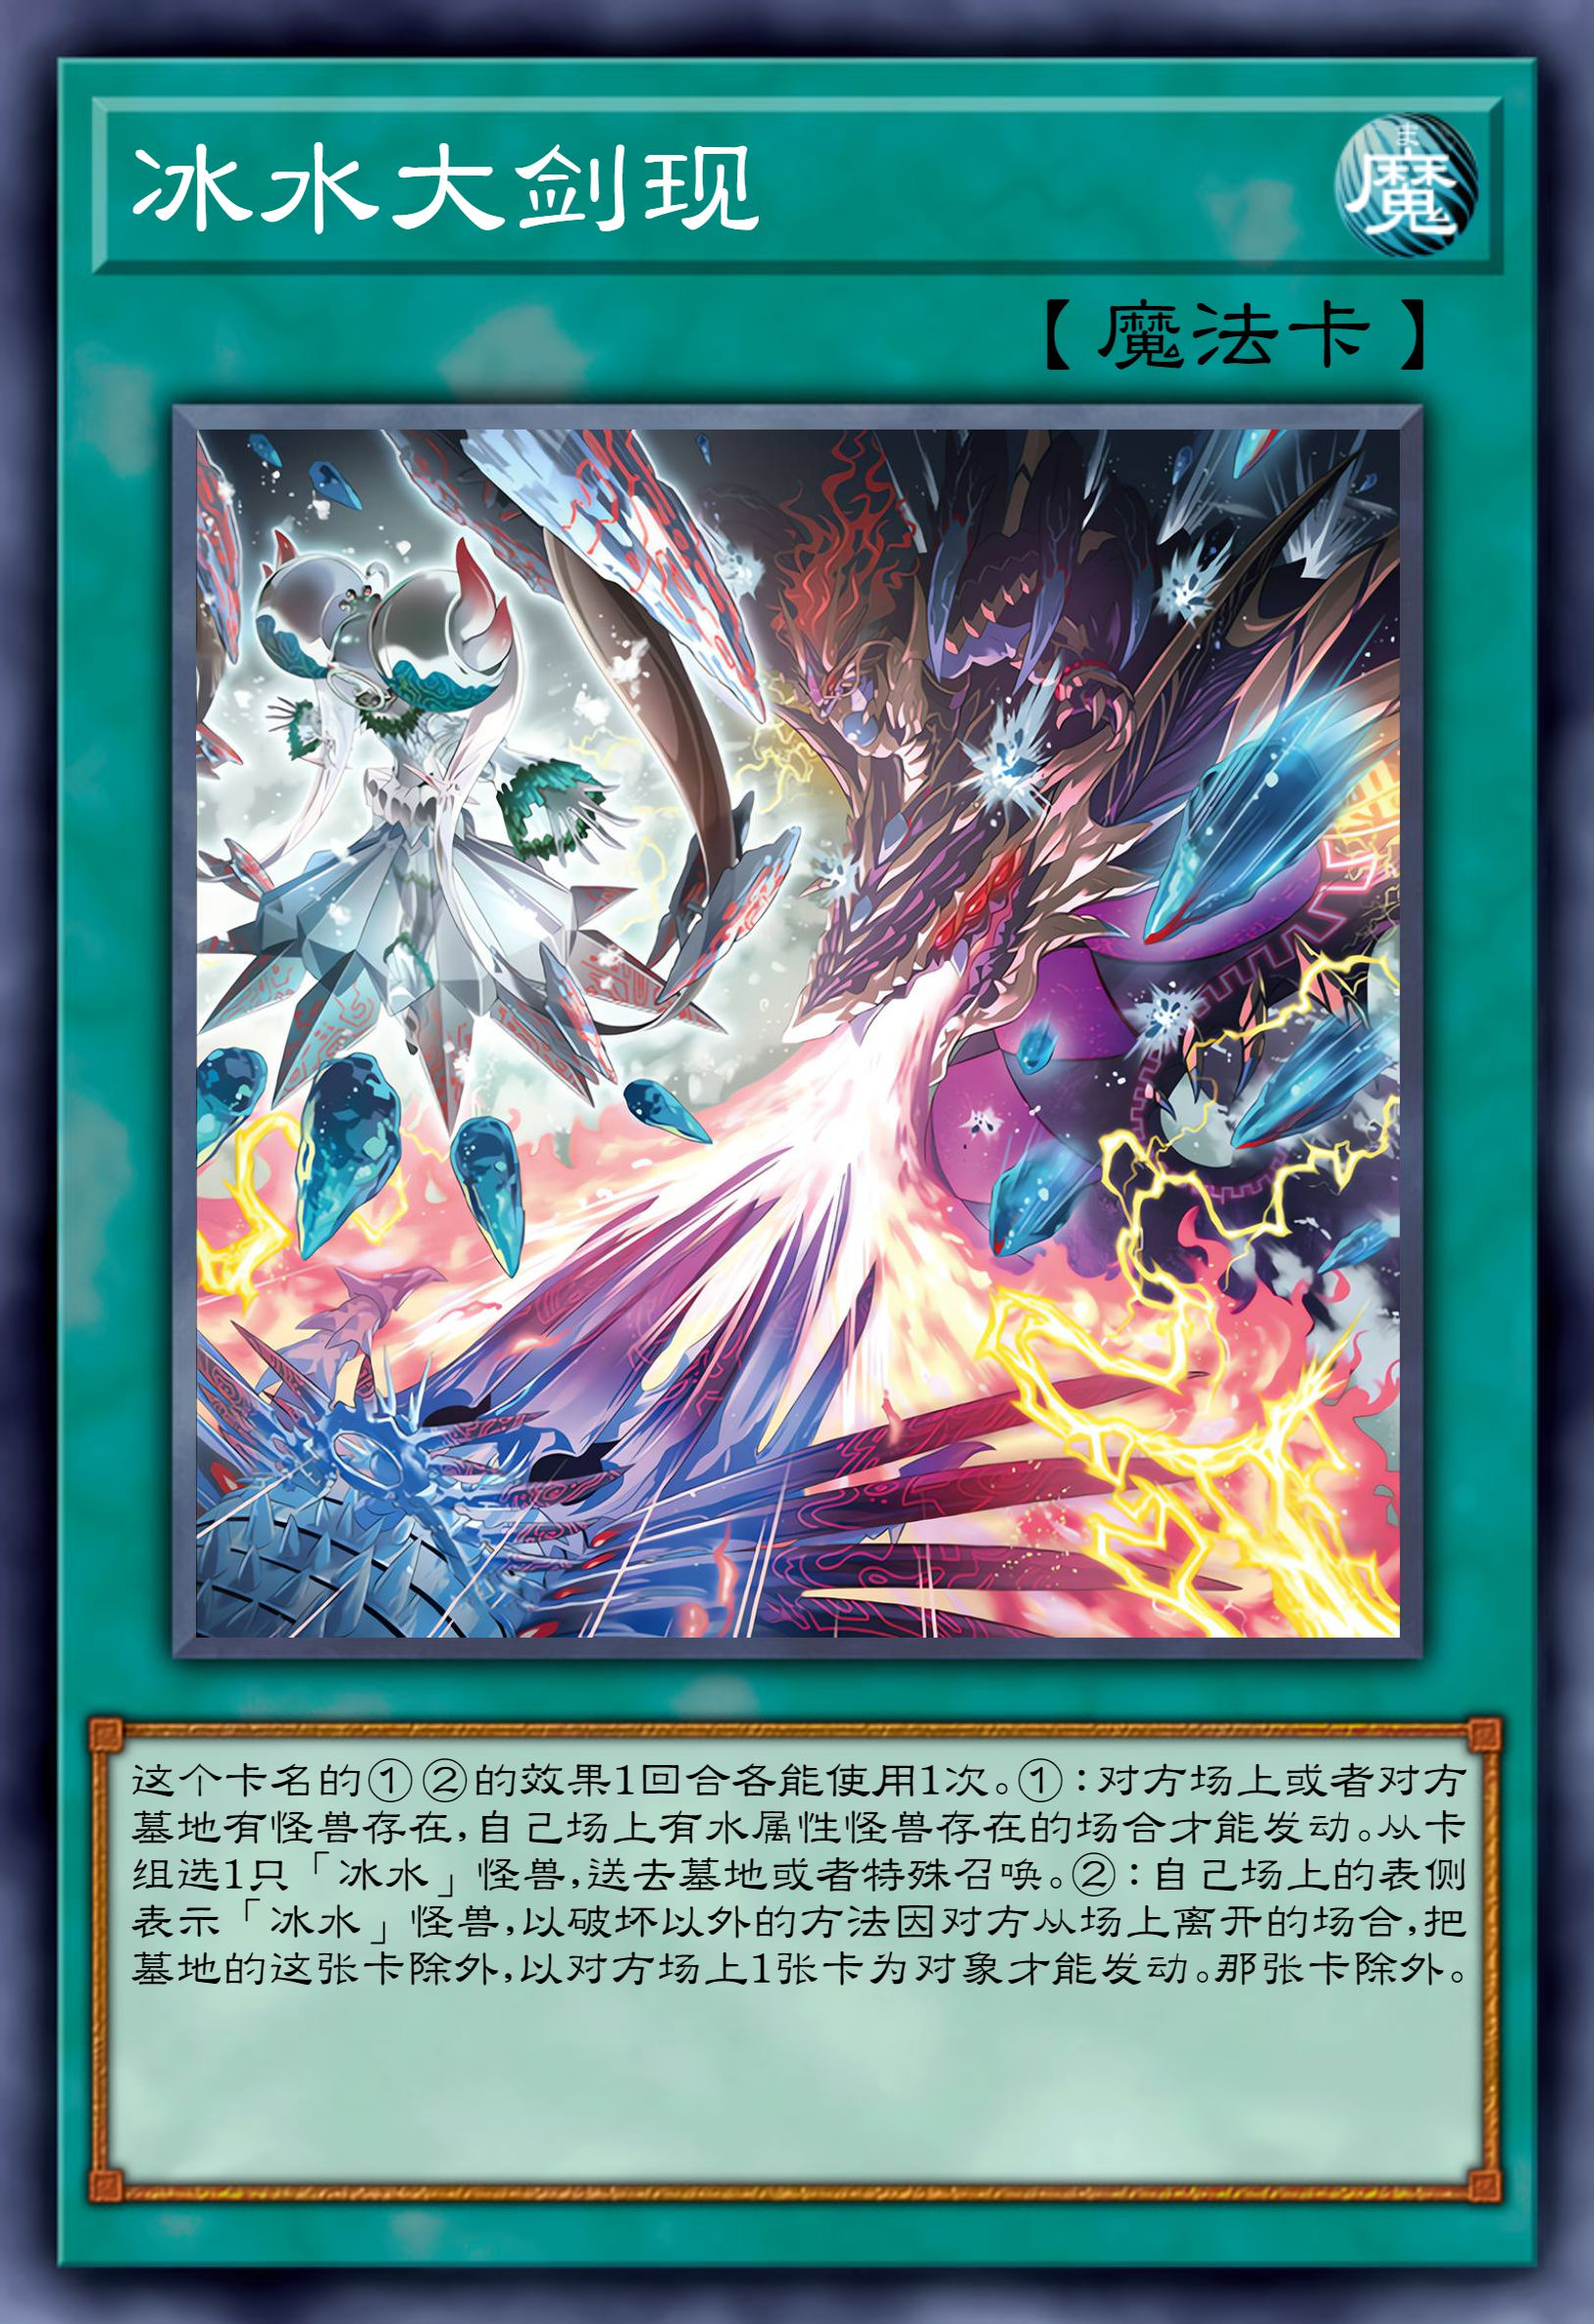 冰水大剑现
ま
魔
【魔法卡】
这个卡名的①②的效果1回合各能使用1次。①：对方场上或者对方
墓地有怪兽存在，自己场上有水属性怪兽存在的场合才能发动。从卡
组选1只「冰水」怪兽，送去墓地或者特殊召唤。②：自己场上的表侧
表示「冰水」怪兽，以破坏以外的方法因对方从场上离开的场合，把
墓地的这张卡除外，以对方场上1张卡为对象才能发动。那张卡除外。